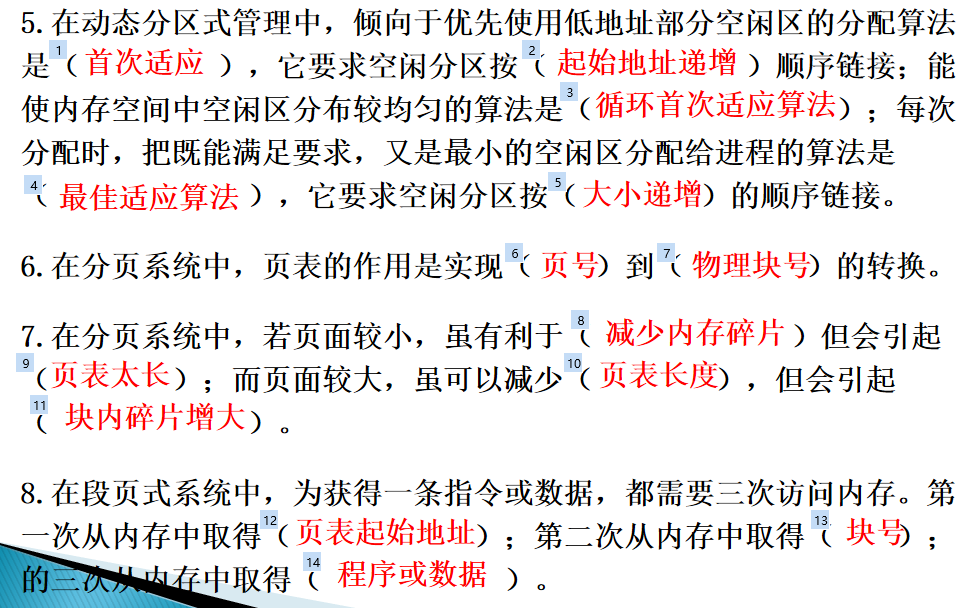 5.在动态分区式管理中，倾向于优先使用低地址部分空闲区的分配算法
是1（首次适应 ），它要求空闲分区按2（ 起始地址递增 ）顺序链接；能
使内存空间中空闲区分布较均匀的算法是3（循环首次适应算法）；每次
分配时，把既能满足要求，又是最小的空闲区分配给进程的算法是
4（ 最佳适应算法 ），它要求空闲分区按5（大小递增）的顺序链接。
6.在分页系统中，页表的作用是实现6（ 页号）到7（ 物理块号）的转换。
7.在分页系统中，若页面较小，虽有利于8（ 减少内存碎片 ）但会引起
9（页表太长）；而页面较大，虽可以减少10（ 页表长度），但会引起
11（ 块内碎片增大）。
8.在段页式系统中，为获得一条指令或数据，都需要三次访问内存。第
一次从内存中取得12（页表起始地址）；第二次从内存中取得13（ 块号）；
的三次从内存中取得14（ 程序或数据 ）。